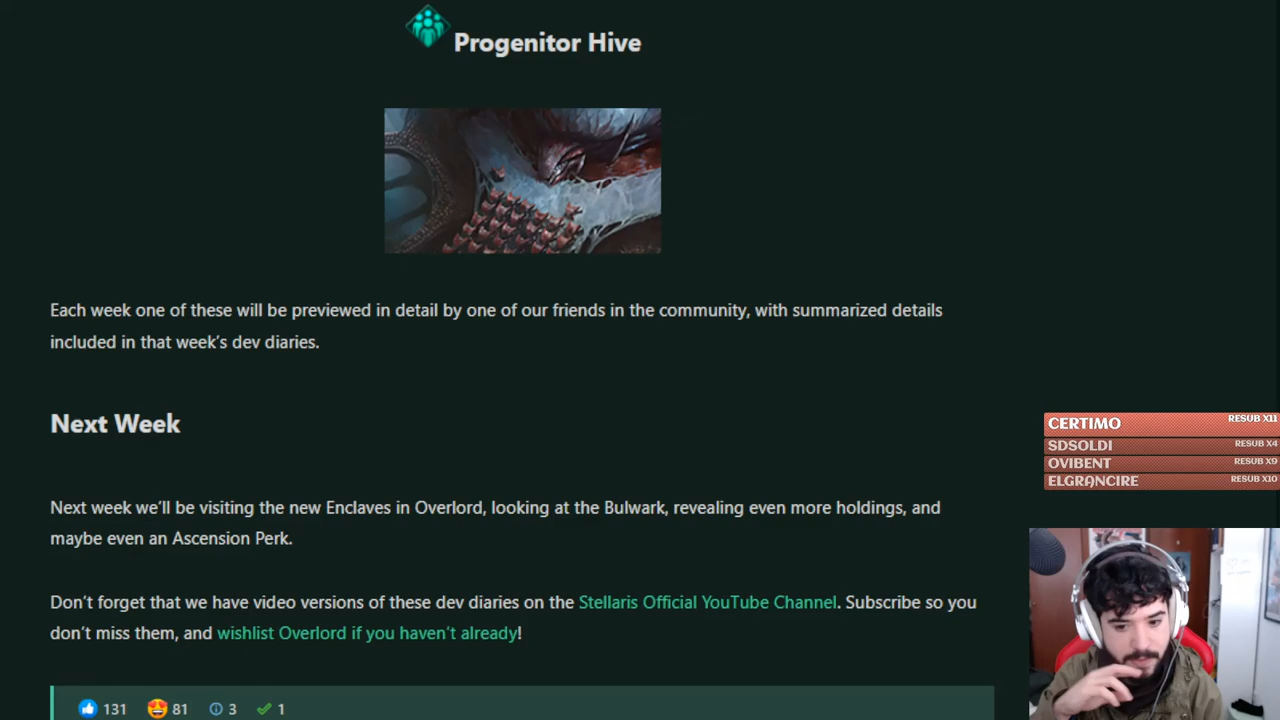 Progenitor Hive
Each week one of these will be previewed in detail by one of our friends in the community, with summarized details
included in that week’s dev diaries.
Next Week
Next week we’ll be visiting the new Enclaves in Overlord, looking at the Bulwark, revealing even more holdings, and
maybe even an Ascension Perk.
Don’t forget that we have video versions of these dev diaries on the Stellaris Official YouTube Channel. Subscribe so you
don’t miss them, and wishlist Overlord if you haven’t already!
131 81 3 1
CERTIMO RESUB X11
SDSOLDI RESUB X4
OVIBENT RESUB X9
ELGRANCIRE RESUB X10